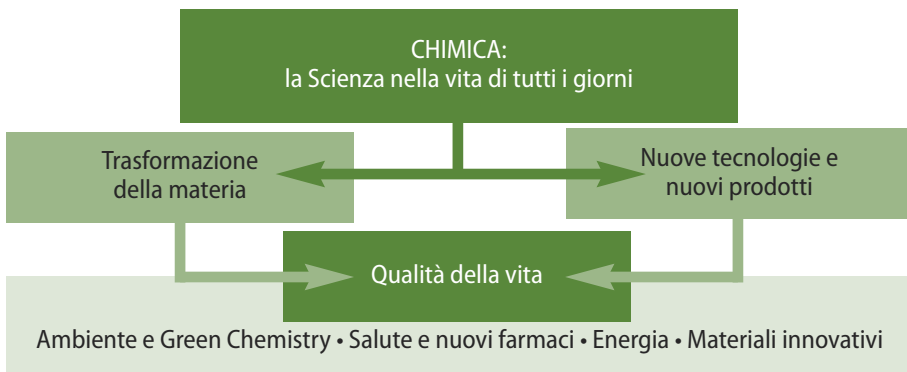 CHIMICA:
la Scienza nella vita di tutti i giorni
Trasformazione
della materia
Nuove tecnologie e
nuovi prodotti
Qualità della vita
Ambiente e Green Chemistry • Salute e nuovi farmaci • Energia • Materiali innovativi